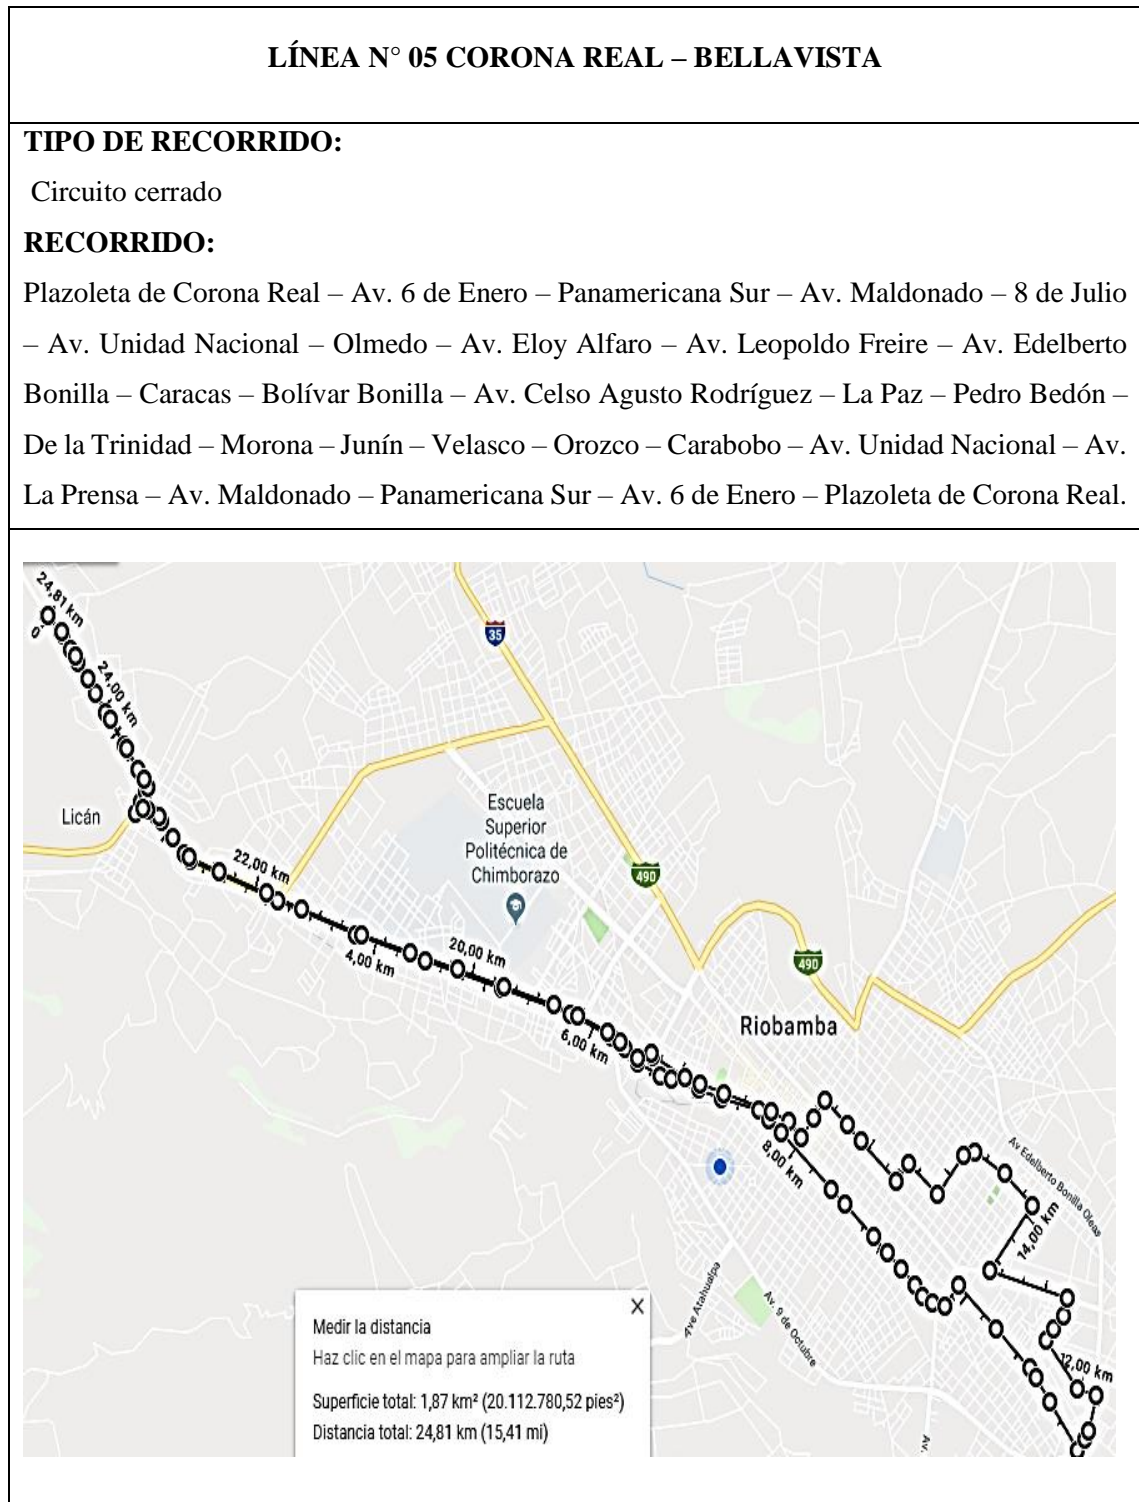 LÍNEA N° 05 CORONA REAL – BELLAVISTA
TIPO DE RECORRIDO:
Circuito cerrado
RECORRIDO:
Plazoleta de Corona Real – Av. 6 de Enero – Panamericana Sur – Av. Maldonado – 8 de Julio
– Av. Unidad Nacional – Olmedo – Av. Eloy Alfaro – Av. Leopoldo Freire – Av. Edelberto
Bonilla – Caracas – Bolívar Bonilla – Av. Celso Agusto Rodríguez – La Paz – Pedro Bedón –
De la Trinidad – Morona – Junín – Velasco – Orozco – Carabobo – Av. Unidad Nacional – Av.
La Prensa – Av. Maldonado – Panamericana Sur – Av. 6 de Enero – Plazoleta de Corona Real.
24,81 km
0
35
24,00 km
Licán
Escuela
Superior
Politécnica de
Chimborazo
22,00 km
490
20,00 km
4,00 km
490
6,00 km
Riobamba
8,00 km
Av Edelberto Bonilla Oleas
14,00 km
Ave Atahualpa
Av. 9 de Octubre
12,00 km
Av.
X
Medir la distancia
Haz clic en el mapa para ampliar la ruta
Superficie total: 1,87 km² (20.112.780,52 pies²)
Distancia total: 24,81 km (15,41 mi)